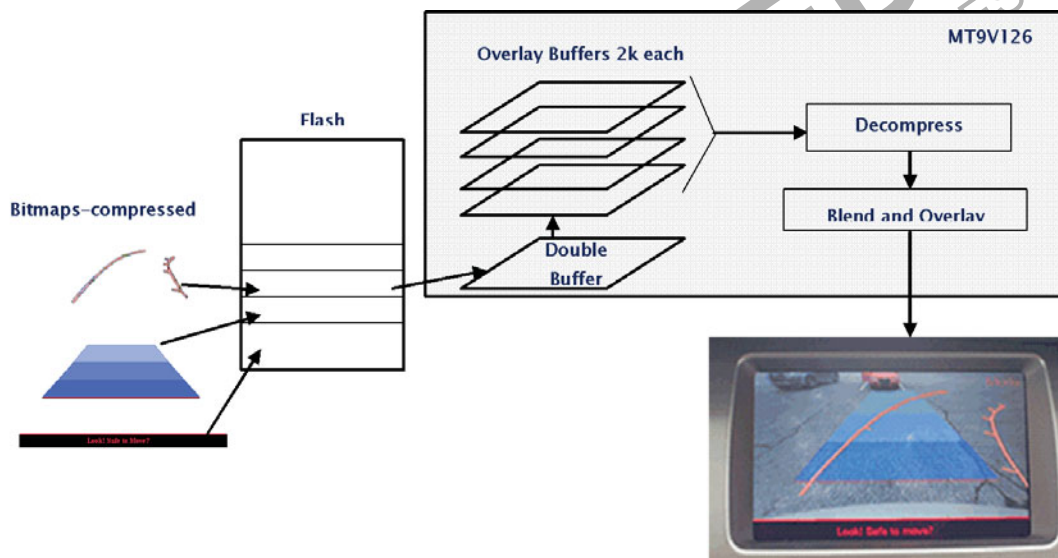 MT9V126
Overlay Buffers 2k each
Flash
Decompress
Bitmaps-compressed
Blend and Overlay
Double
Buffer
Look! Safe to Move?
Look! Safe to move?